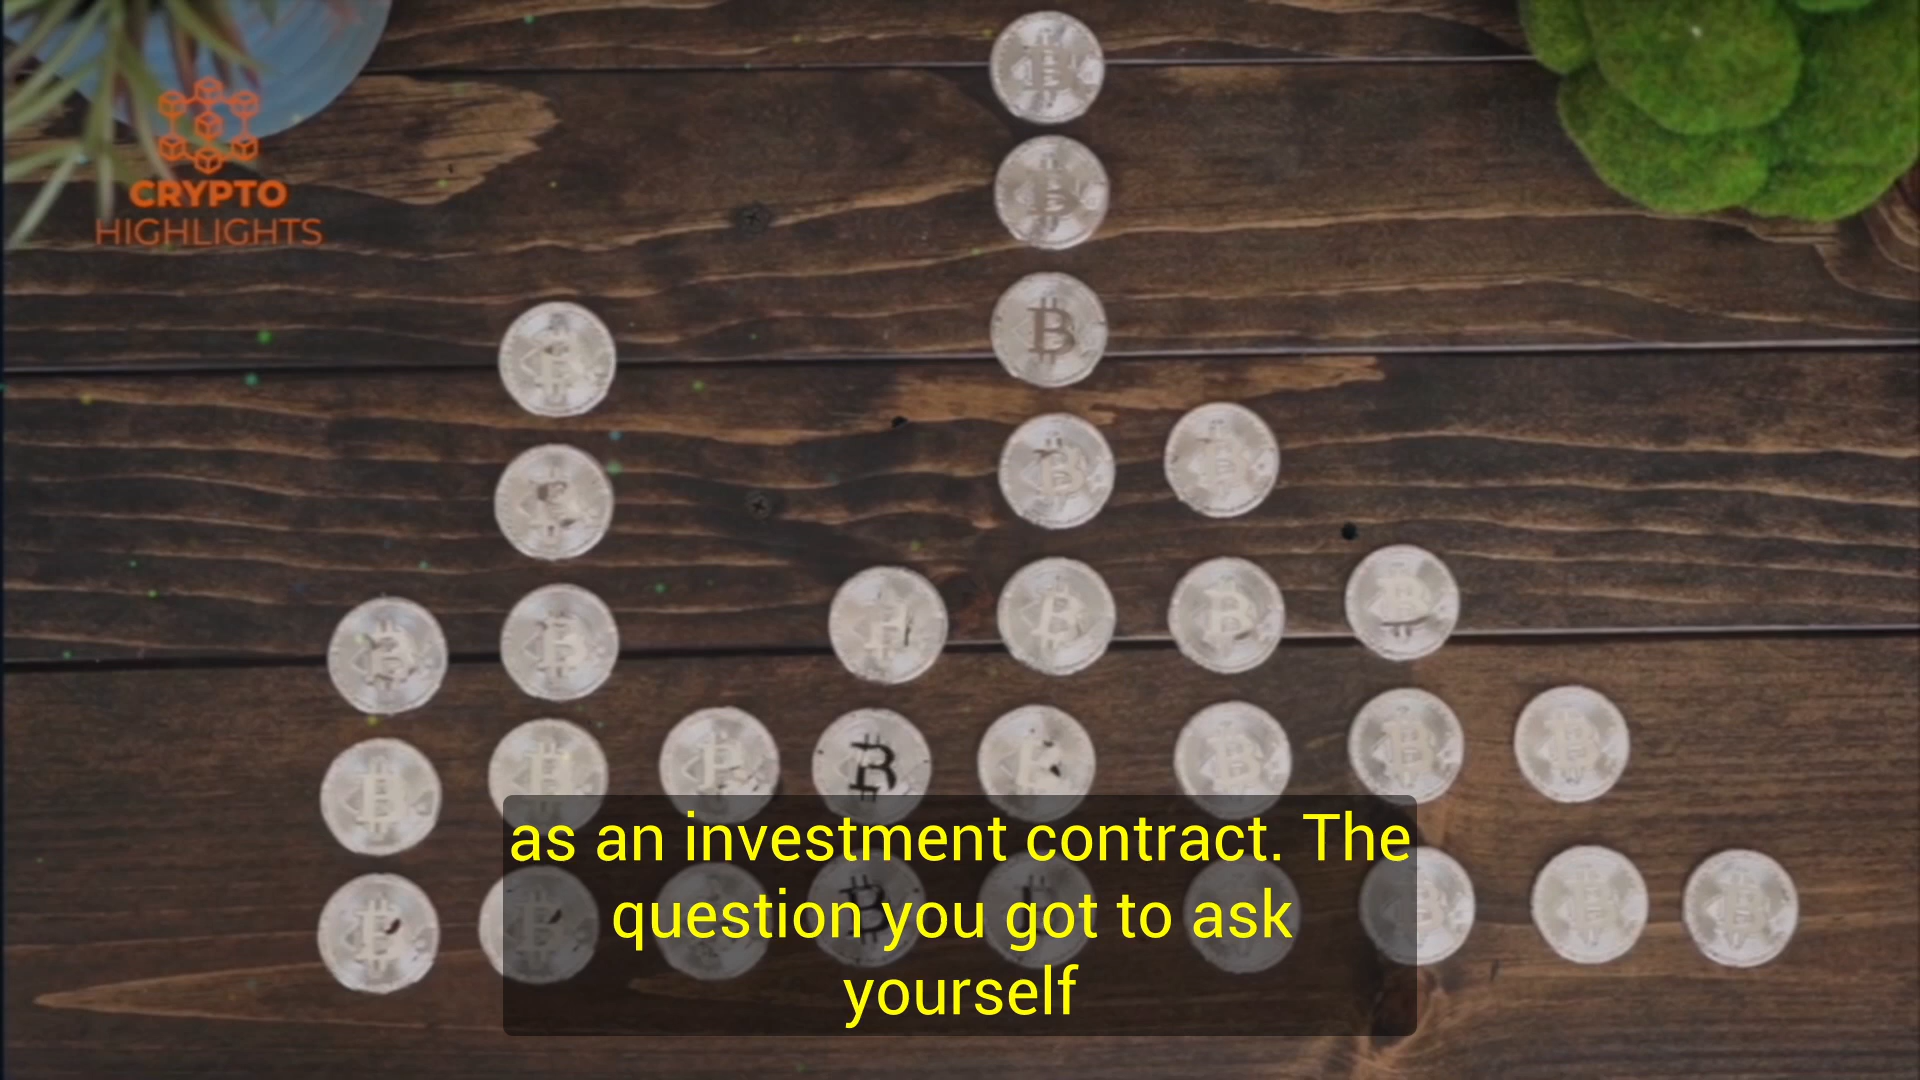 CRYPTO
HIGHLIGHTS
as an investment contract. The
question you got to ask
yourself